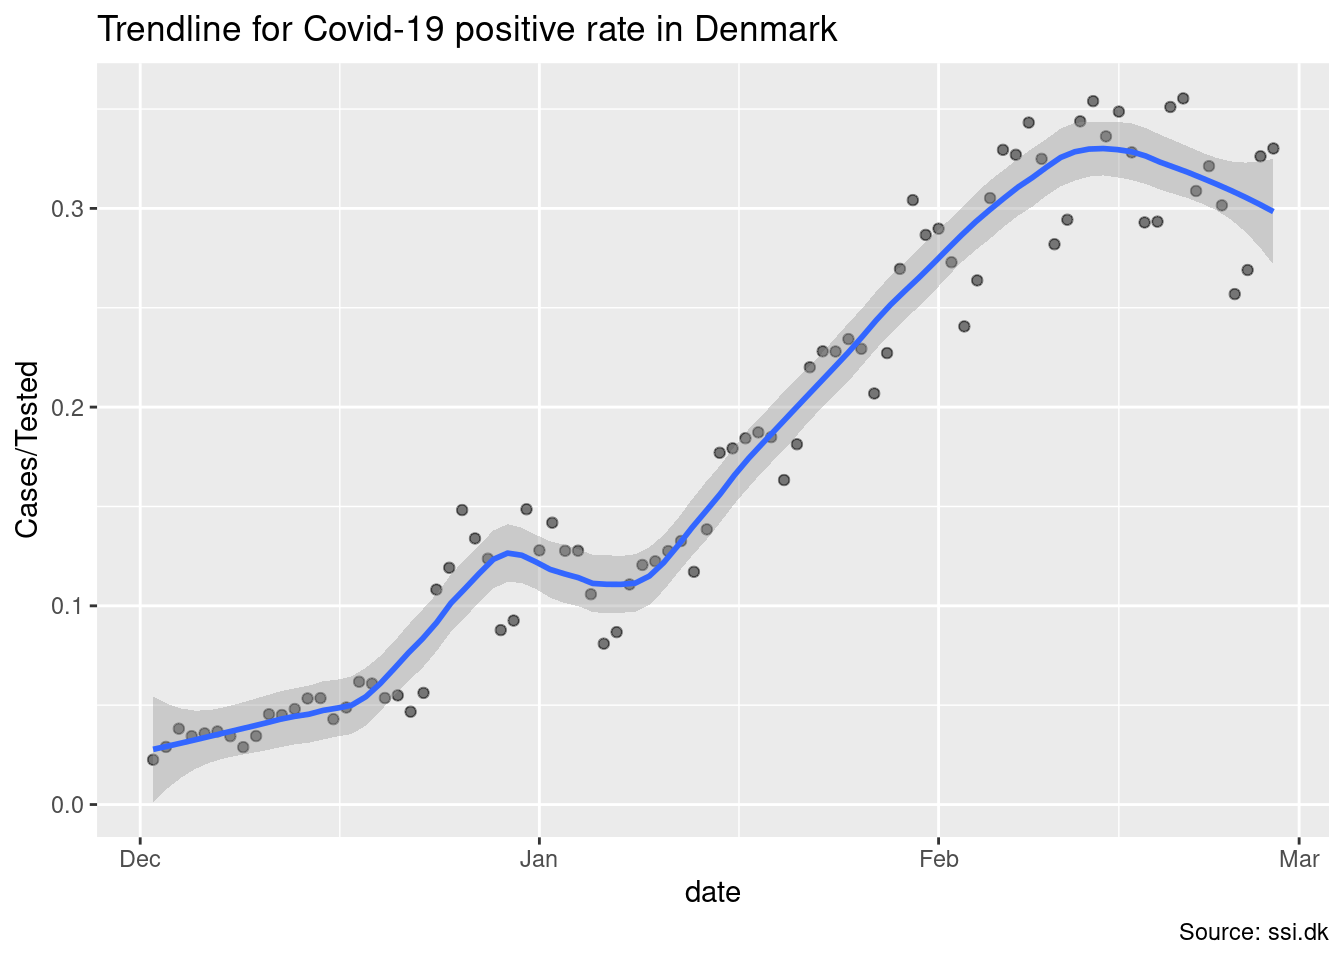 Trendline for Covid-19 positive rate in Denmark
Cases/Tested
0.3
0.2
0.1
0.0
Dec Jan Feb Mar
date
Source: ssi.dk